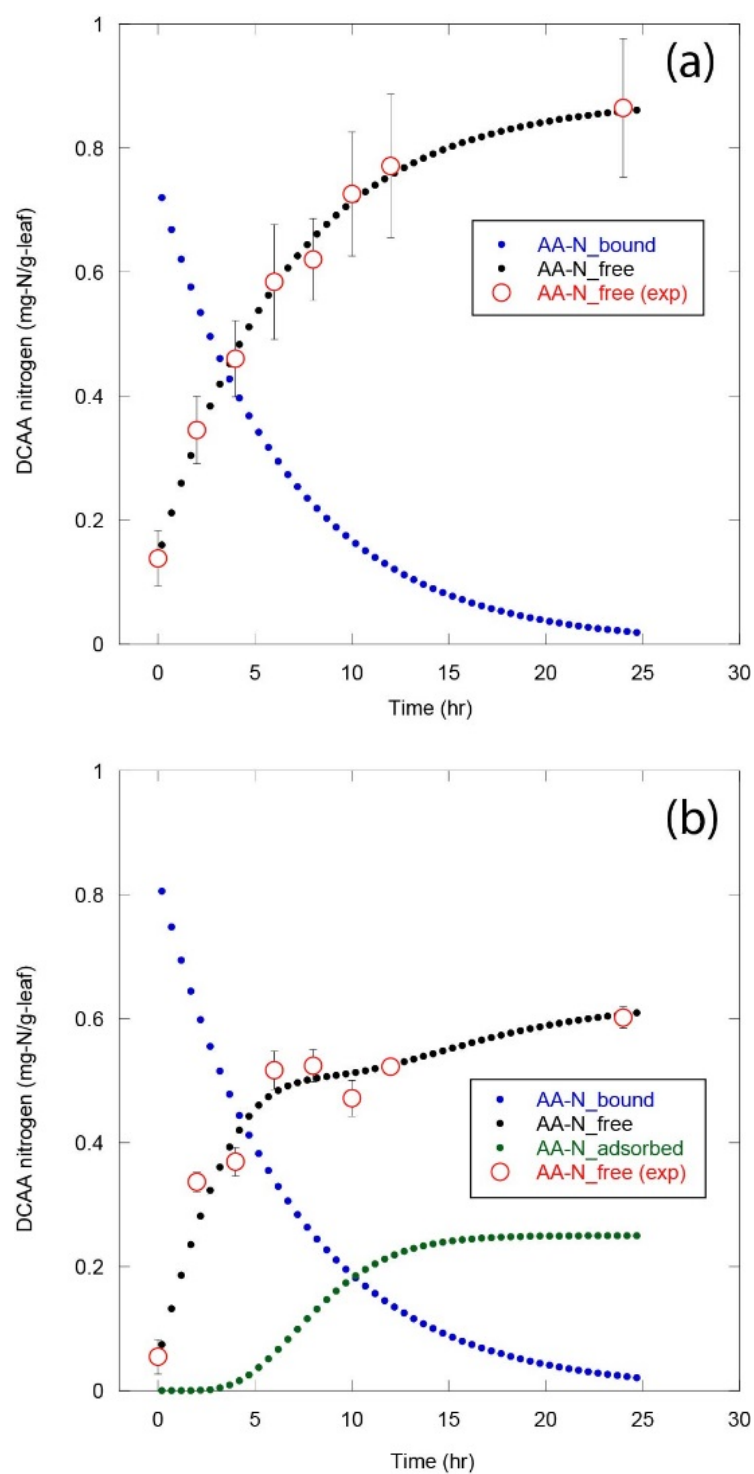 (a)
1
0.8
0.6
0.4
0.2
0
DCAA nitrogen (mg-N/g-leaf)
AA-N_bound
AA-N_free
AA-N_free (exp)
0 5 10 15 20 25 30
Time (hr)
(b)
1
0.8
0.6
0.4
0.2
0
DCAA nitrogen (mg-N/g-leaf)
AA-N_bound
AA-N_free
AA-N_adsorbed
AA-N_free (exp)
0 5 10 15 20 25 30
Time (hr)